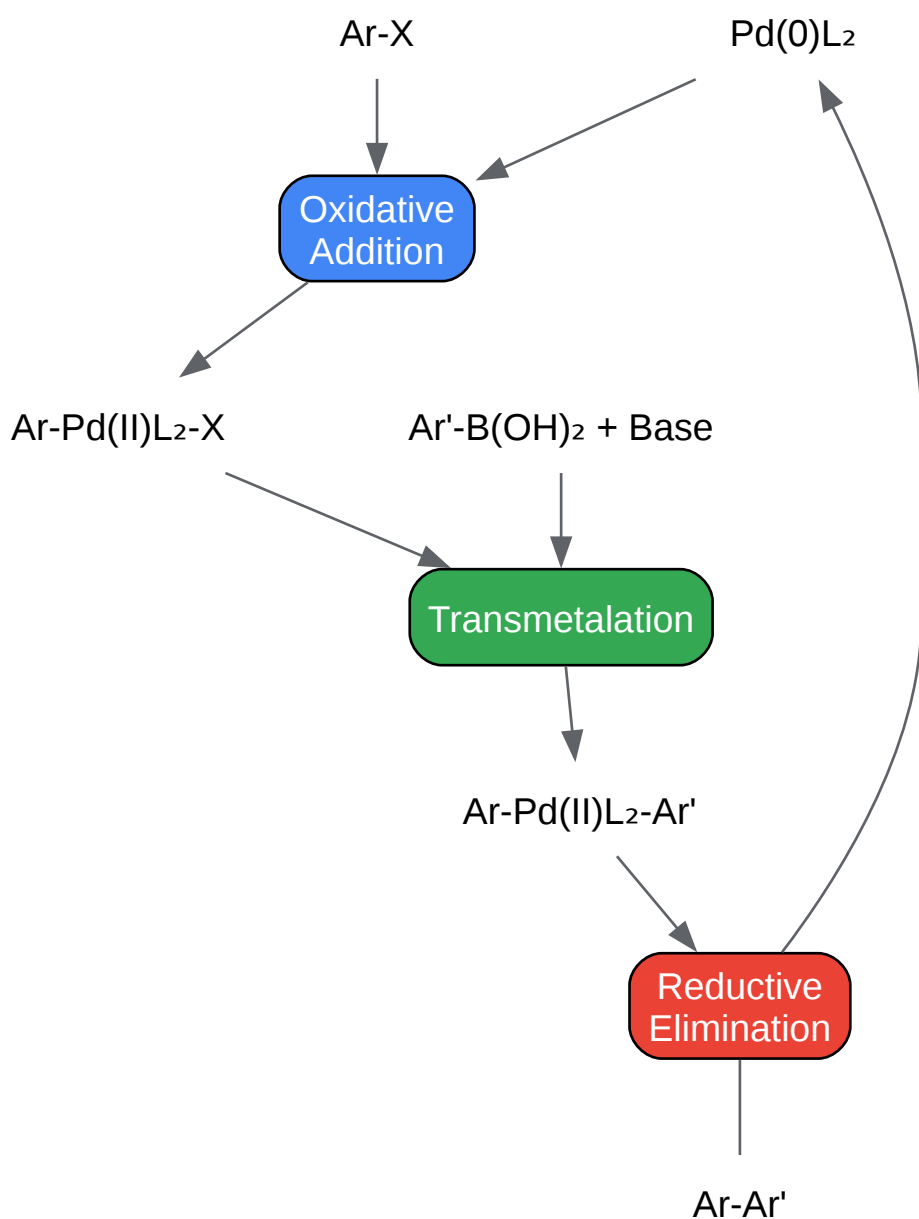 Ar-X
Pd(0)L₂
Oxidative
Addition
Ar-Pd(II)L₂-X
Ar'-B(OH)₂ + Base
Transmetalation
Ar-Pd(II)L₂-Ar'
Reductive
Elimination
Ar-Ar'